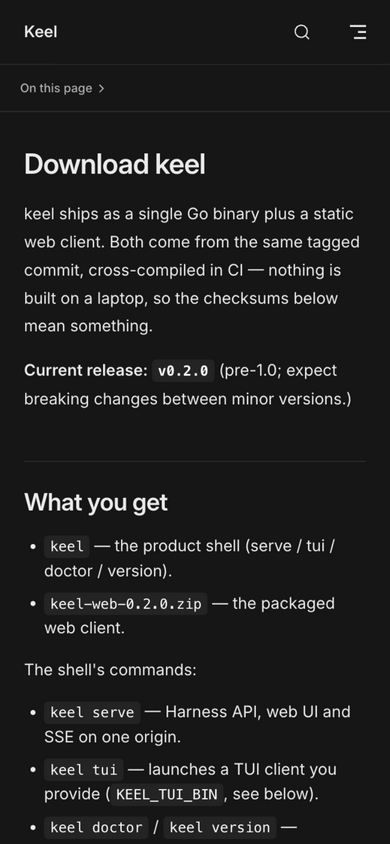 Keel
On this page
Download keel
keel ships as a single Go binary plus a static
web client. Both come from the same tagged
commit, cross-compiled in CI — nothing is
built on a laptop, so the checksums below
mean something.
Current release: v0.2.0 (pre-1.0; expect
breaking changes between minor versions.)
What you get
• keel — the product shell (serve / tui /
doctor / version).
• keel-web-0.2.0.zip — the packaged
web client.
The shell's commands:
• keel serve — Harness API, web UI and
SSE on one origin.
• keel tui — launches a TUI client you
provide ( KEEL_TUI_BIN , see below).
• keel doctor / keel version —